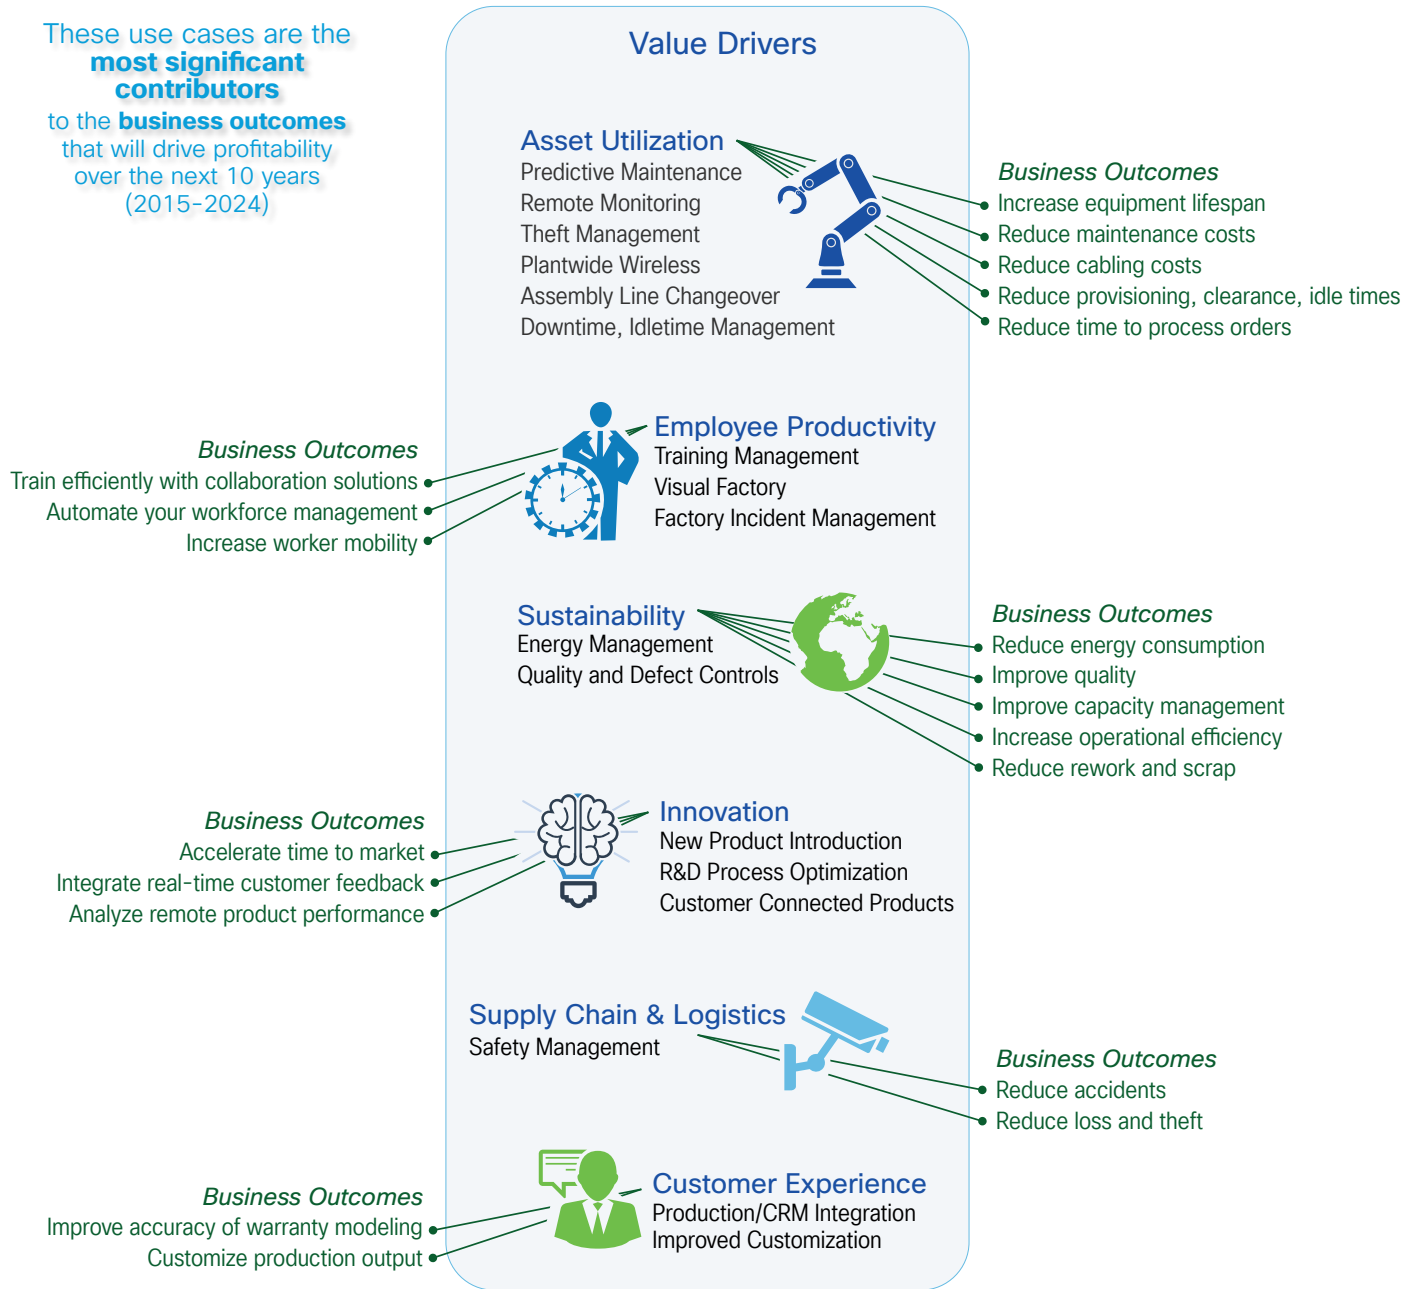 These use cases are the
most significant
contributors
to the business outcomes
that will drive profitability
over the next 10 years
(2015-2024)
Value Drivers
Asset Utilization
Predictive Maintenance
Remote Monitoring
Theft Management
Plantwide Wireless
Assembly Line Changeover
Downtime, Idletime Management
Business Outcomes
Increase equipment lifespan
Reduce maintenance costs
Reduce cabling costs
Reduce provisioning, clearance, idle times
Reduce time to process orders
Business Outcomes
Train efficiently with collaboration solutions
Automate your workforce management
Increase worker mobility
Employee Productivity
Training Management
Visual Factory
Factory Incident Management
Sustainability
Energy Management
Quality and Defect Controls
Business Outcomes
Reduce energy consumption
Improve quality
Improve capacity management
Increase operational efficiency
Reduce rework and scrap
Business Outcomes
Accelerate time to market
Integrate real-time customer feedback
Analyze remote product performance
Innovation
New Product Introduction
R&D Process Optimization
Customer Connected Products
Supply Chain & Logistics
Safety Management
Business Outcomes
Reduce accidents
Reduce loss and theft
Business Outcomes
Improve accuracy of warranty modeling
Customize production output
Customer Experience
Production/CRM Integration
Improved Customization